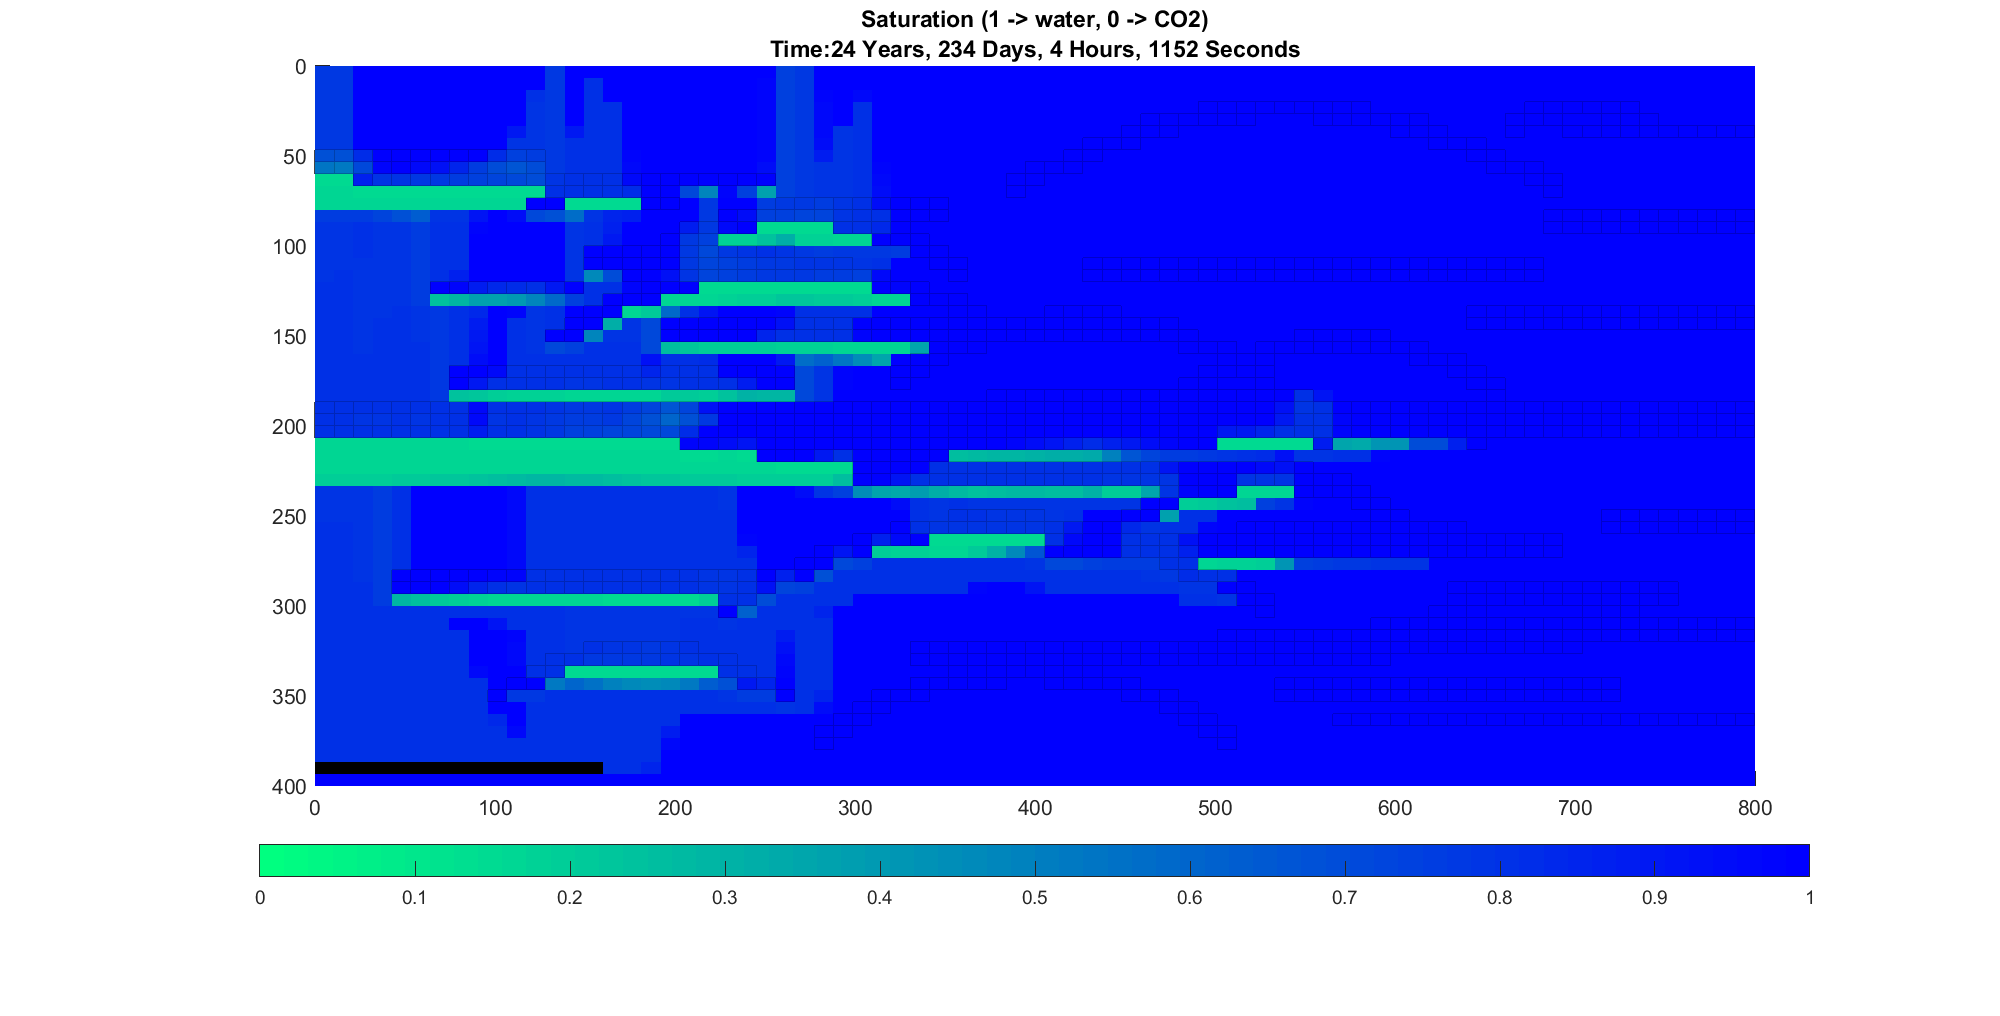 Saturation (1 -> water, 0 -> CO2)
Time:24 Years, 234 Days, 4 Hours, 1152 Seconds
0
50
100
150
200
250
300
350
400
0 100 200 300 400 500 600 700 800
0 0.1 0.2 0.3 0.4 0.5 0.6 0.7 0.8 0.9 1